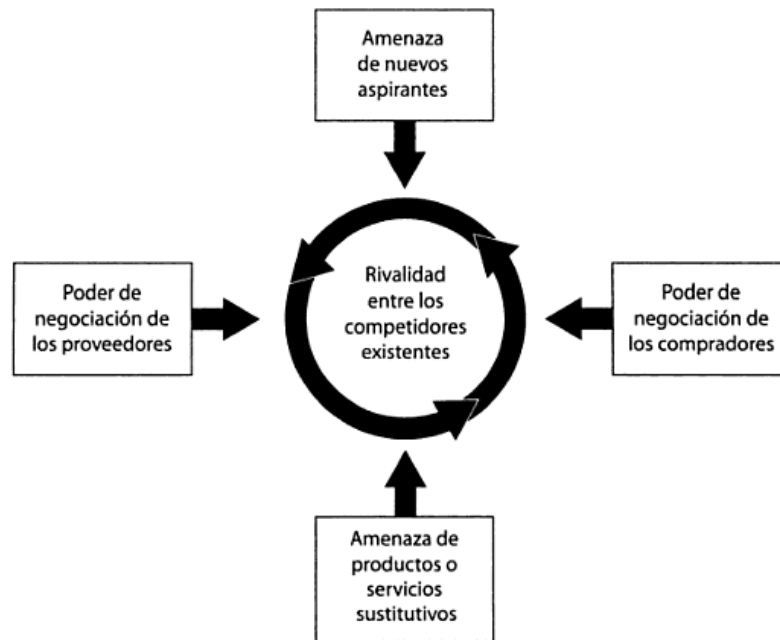 Amenaza
de nuevos
aspirantes
Poder de
negociación de
los proveedores
Rivalidad
entre los
competidores
existentes
Poder de
negociación de
los compradores
Amenaza de
productos o
servicios
sustitutivos